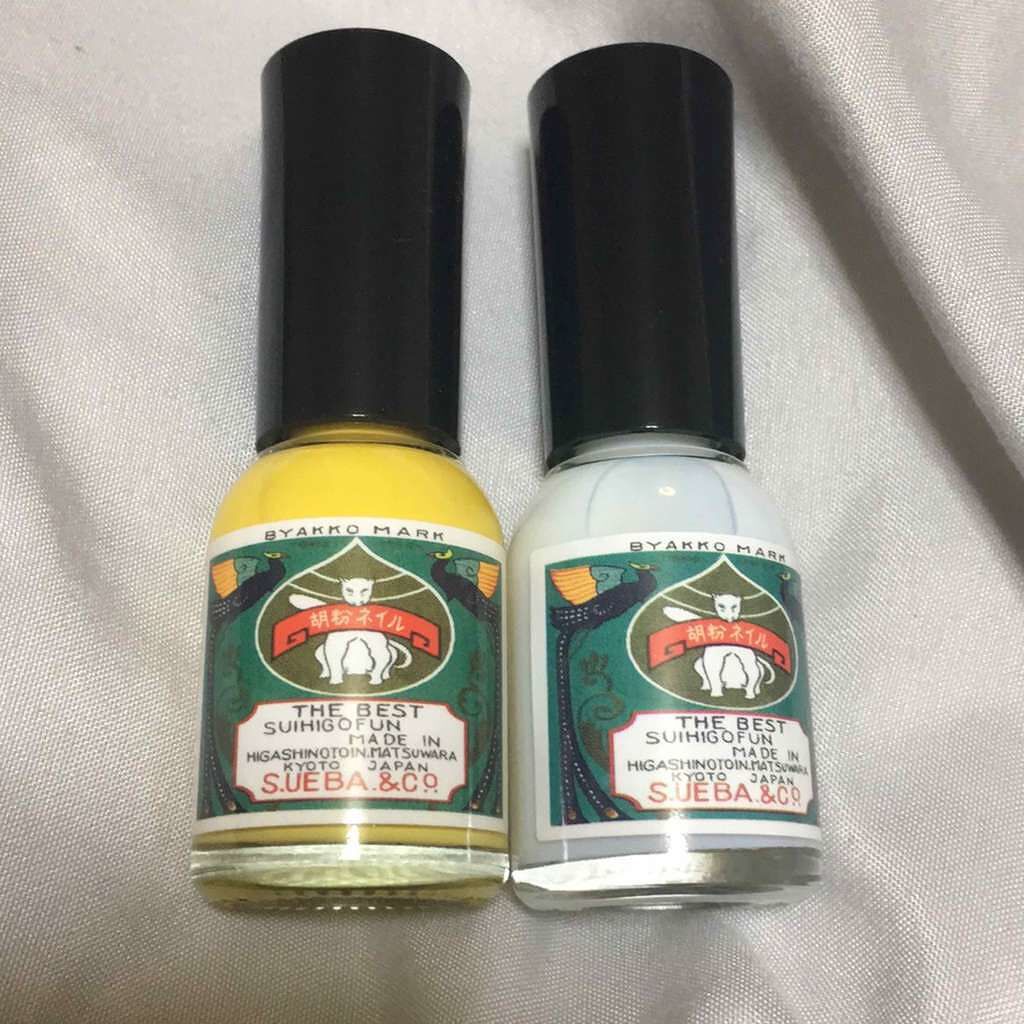 BYAKKO MARK
胡粉ネイル
THE BEST
SUIHIGOFUN
MADE IN
HIGASHINOTOIN.MATSUWARA
KYOTO JAPAN
S.UEBA.&Co.
BYAKKO MARK
胡粉ネイル
THE BEST
SUIHIGOFUN
MADE IN
HIGASHINOTOIN.MATSUWARA
KYOTO JAPAN
S.UEBA.&Co.